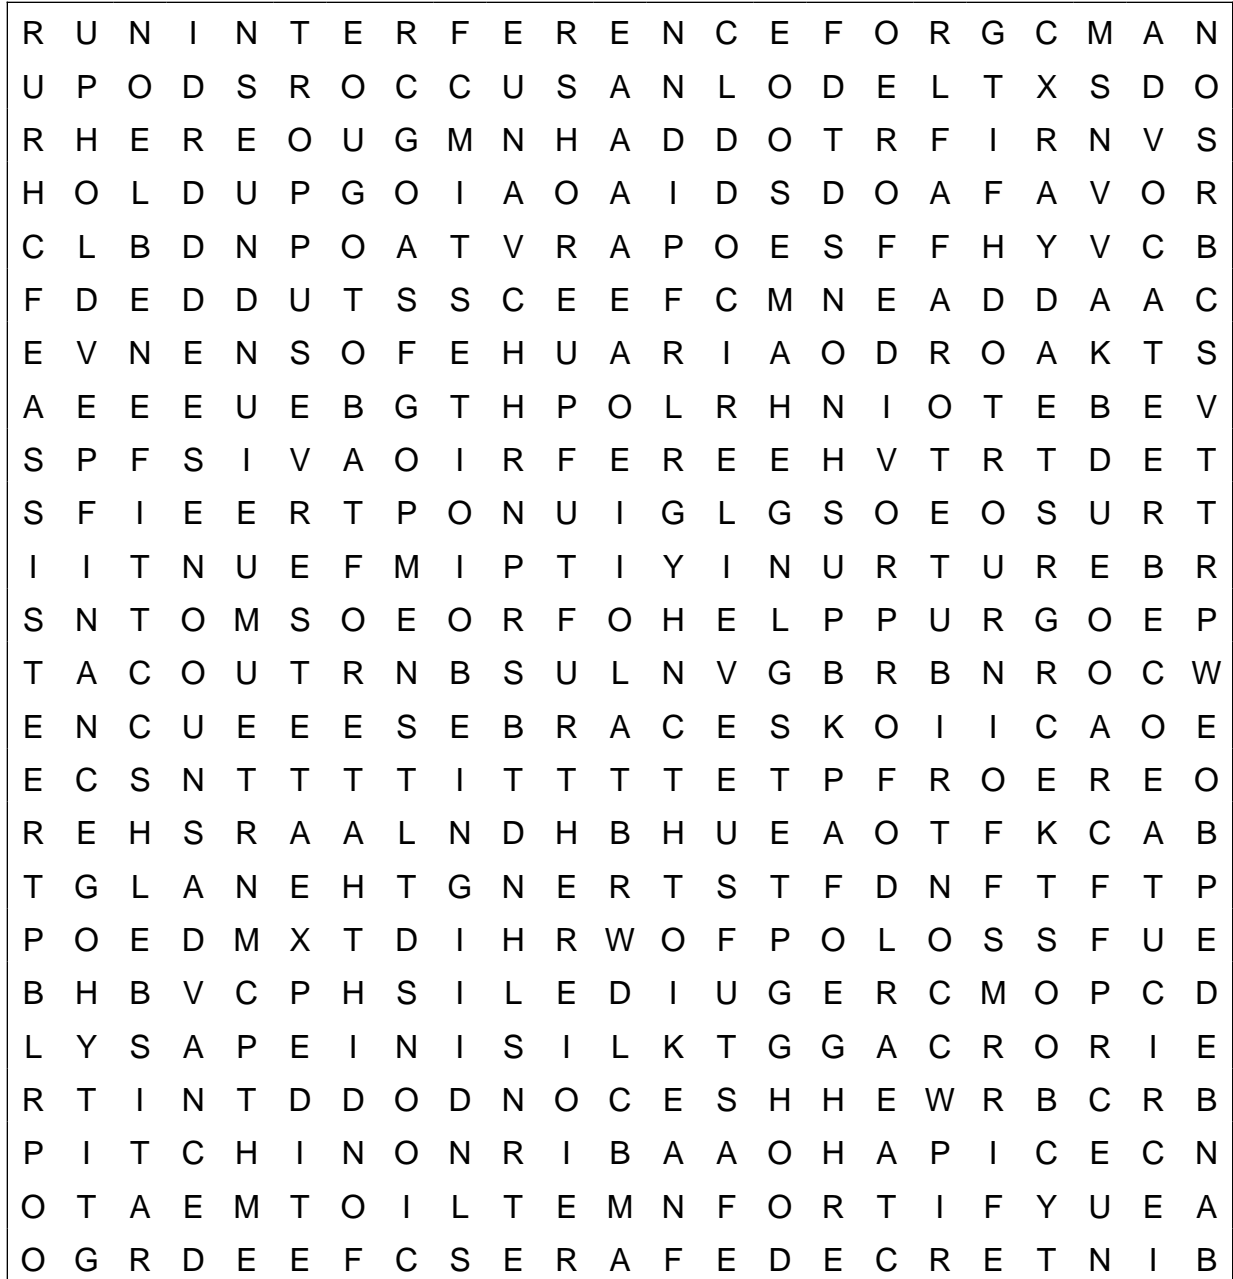 R U N I N T E R F E R E N C E F O R G C M A N
U P O D S R O C C U S A N L O D E L T X S D O
R H E R E O U G M N H A D D O T R F I R N V S
H O L D U P G O I A O A I D S D O A F A V O R
C L B D N P O A T V R A P O E S F F H Y V C B
F D E D D U T S S C E E F C M N E A D D A A C
E V N E N S O F E H U A R I A O D R O A K T S
A E E E U E B G T H P O L R H N I O T E B E V
S P F S I V A O I R F E R E E H V T R T D E T
S F I E E R T P O N U I G L G S O E O S U R T
I I T N U E F M I P T I Y I N U R T U R E B R
S N T O M S O E O R F O H E L P P U R G O E P
T A C O U T R N B S U L N V G B R B N R O C W
E N C U E E E S E B R A C E S K O I I C A O E
E C S N T T T T I T T T T E T P F R O E R E O
R E H S R A A L N D H B H U E A O T F K C A B
T G L A N E H T G N E R T S T F D N F T F T P
P O E D M X T D I H R W O F P O L O S S F U E
B H B V C P H S I L E D I U G E R C M O P C D
L Y S A P E I N I S I L K T G G A C R O R I E
R T I N T D D O D N O C E S H H E W R B C R B
P I T C H I N O N R I B A A O H A P I C E C N
O T A E M T O I L T E M N F O R T I F Y U E A
O G R D E E F C S E R A F E D E C R E T N I B